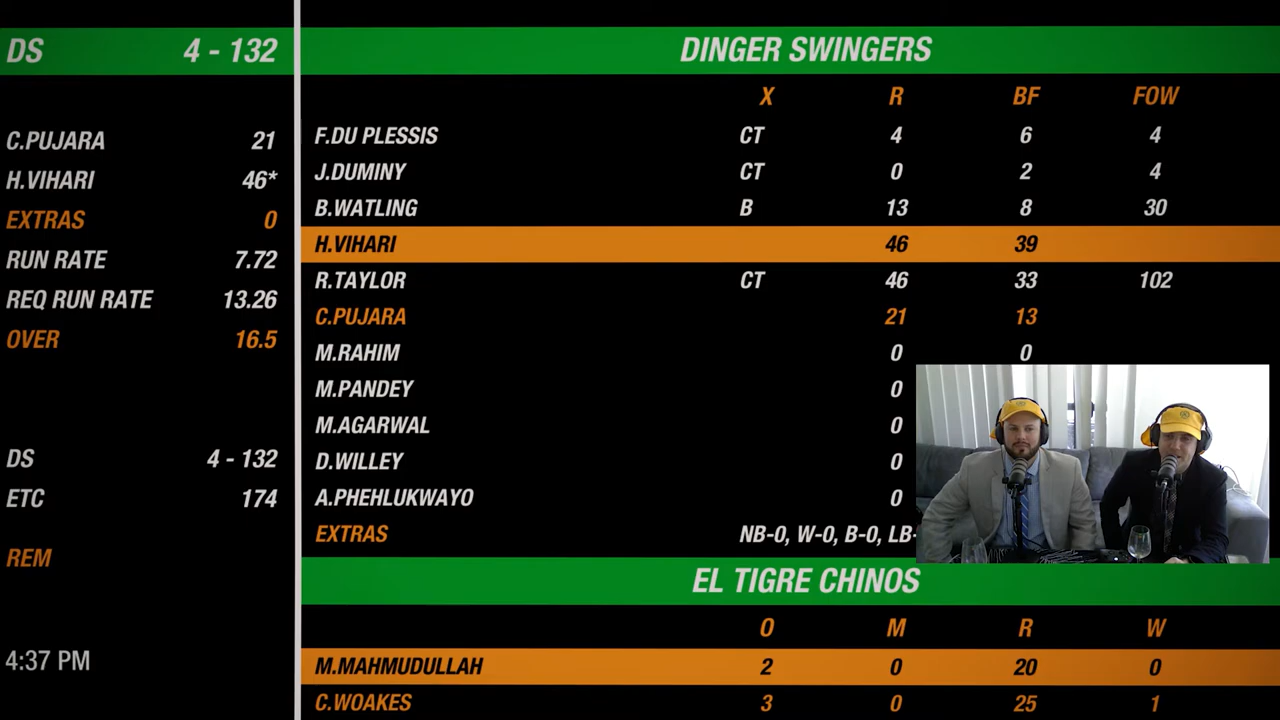 DS 4 - 132
C.PUJARA 21
H.VIHARI 46*
EXTRAS 0
RUN RATE 7.72
REQ RUN RATE 13.26
OVER 16.5
DS 4 - 132
ETC 174
REM
4:37 PM
DINGER SWINGERS
X R BF FOW
F.DU PLESSIS CT 4 6 4
J.DUMINY CT 0 2 4
B.WATLING B 13 8 30
H.VIHARI 46 39
R.TAYLOR CT 46 33 102
C.PUJARA 21 13
M.RAHIM 0 0
M.PANDEY 0
M.AGARWAL 0
D.WILLEY 0
A.PHEHLUKWAYO 0
EXTRAS NB-0, W-0, B-0, LB-
EL TIGRE CHINOS
O M R W
M.MAHMUDULLAH 2 0 20 0
C.WOAKES 3 0 25 1